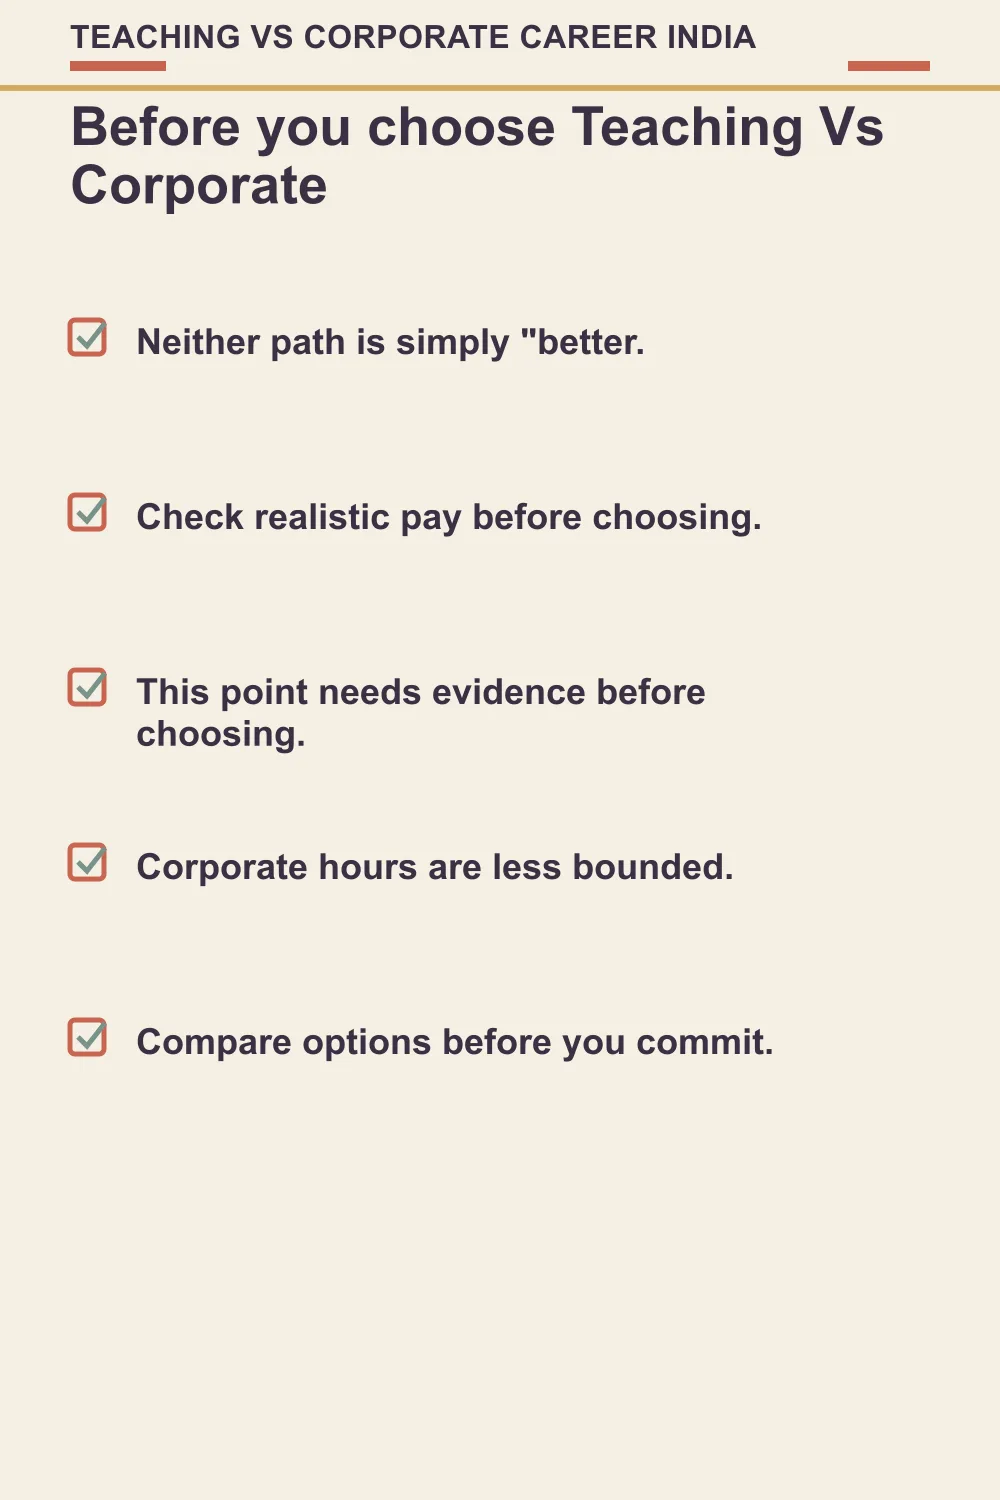 TEACHING VS CORPORATE CAREER INDIA
Before you choose Teaching Vs
Corporate
Neither path is simply "better.
Check realistic pay before choosing.
This point needs evidence before
choosing.
Corporate hours are less bounded.
Compare options before you commit.